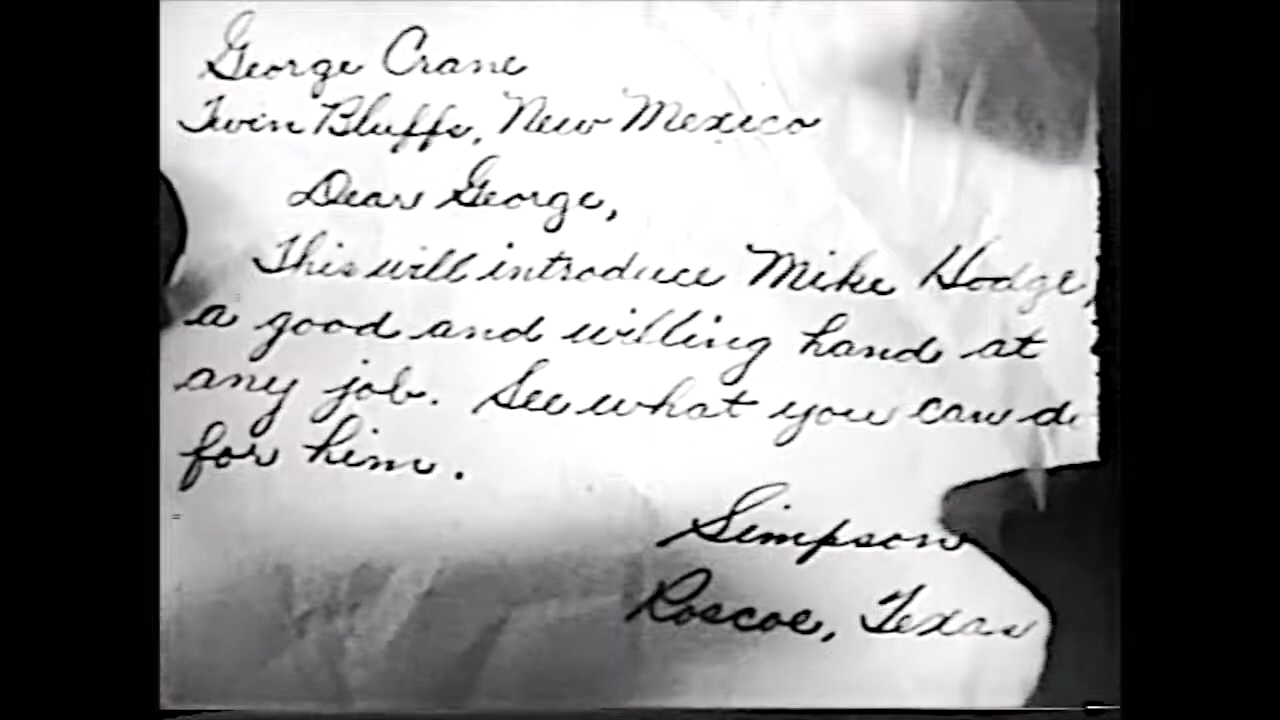 George Crane
Twin Bluffs, New Mexico
Dear George,
This will introduce Mike Hodge,
a good and willing hand at
any job. See what you can do
for him.
Simpson
Roscoe, Texas